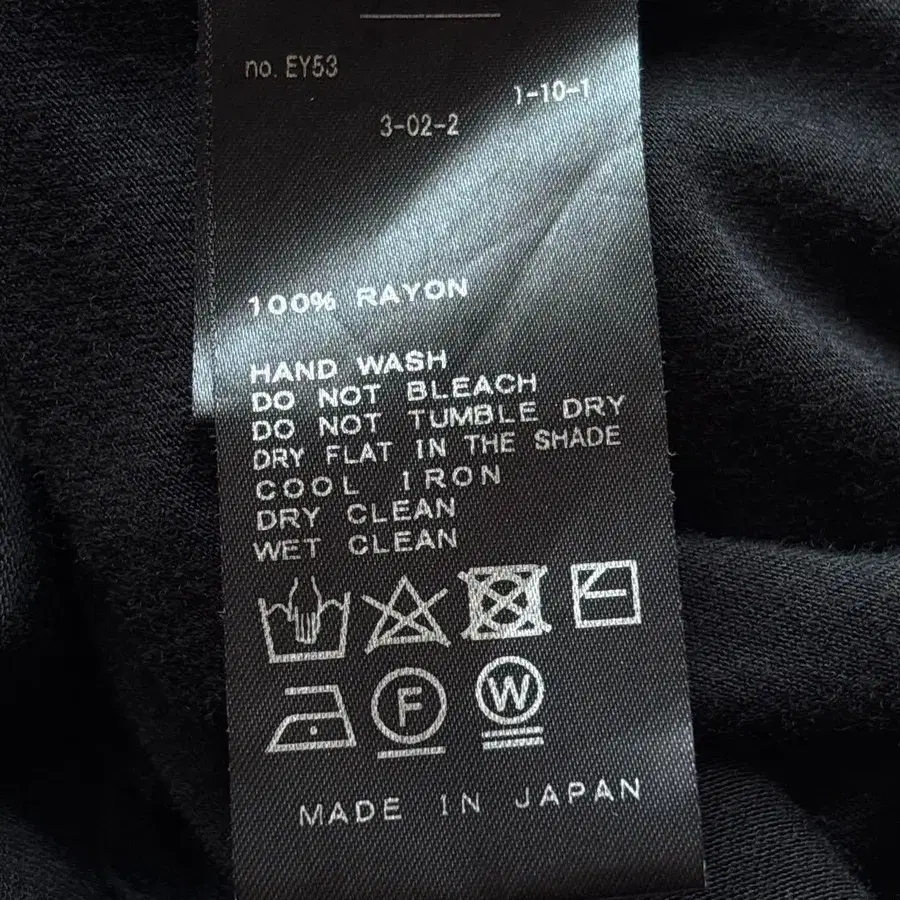 no. EY53
1-10-1
3-02-2
100% RAYON
HAND WASH
DO NOT BLEACH
DO NOT TUMBLE DRY
DRY FLAT IN THE SHADE
COOL IRON
DRY CLEAN
WET CLEAN
F
W
MADE IN JAPAN